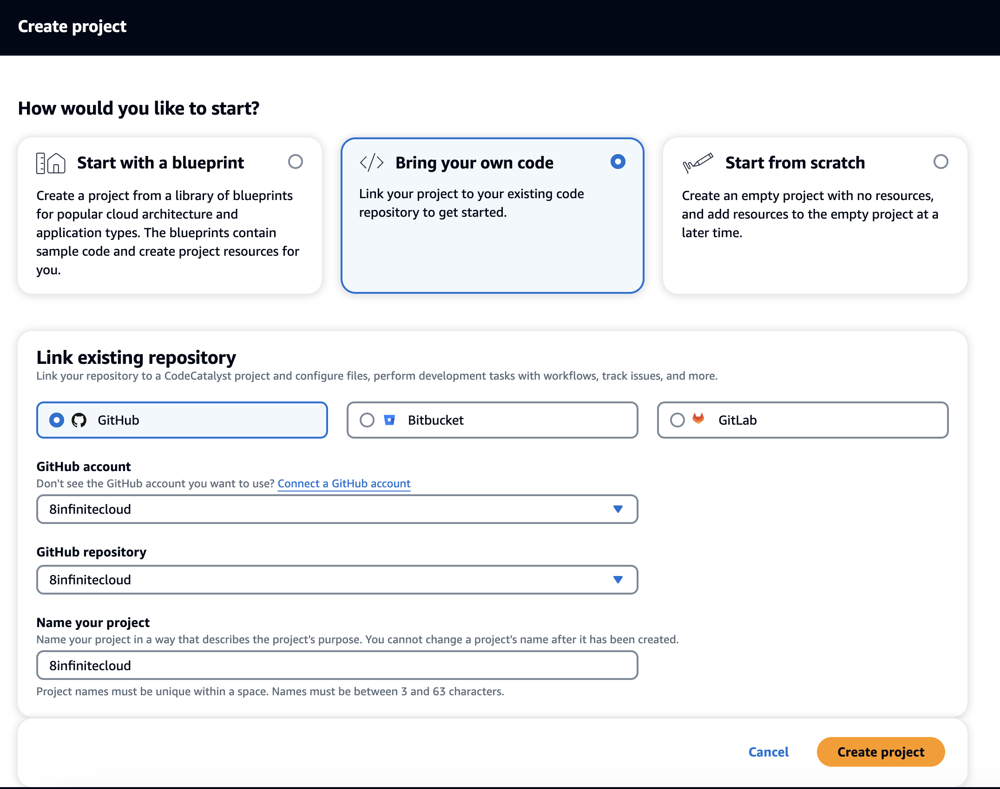 Create project
How would you like to start?
Start with a blueprint
Create a project from a library of blueprints
for popular cloud architecture and
application types. The blueprints contain
sample code and create project resources for
you.
Bring your own code
Link your project to your existing code
repository to get started.
Start from scratch
Create an empty project with no resources,
and add resources to the empty project at a
later time.
Link existing repository
Link your repository to a CodeCatalyst project and configure files, perform development tasks with workflows, track issues, and more.
GitHub
Bitbucket
GitLab
GitHub account
Don't see the GitHub account you want to use? Connect a GitHub account
8infinitecloud
GitHub repository
8infinitecloud
Name your project
Name your project in a way that describes the project's purpose. You cannot change a project's name after it has been created.
8infinitecloud
Project names must be unique within a space. Names must be between 3 and 63 characters.
Cancel
Create project